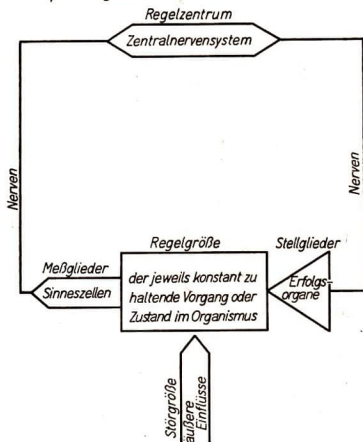 Regelzentrum
Zentralnervensystem
Nerven
Nerven
Regelgröße
Stellglieder
Meßglieder
Sinneszellen
der jeweils konstant zu
haltende Vorgang oder
Zustand im Organismus
Erfolgs-
organe
Störgröße
äußere
Einflüsse